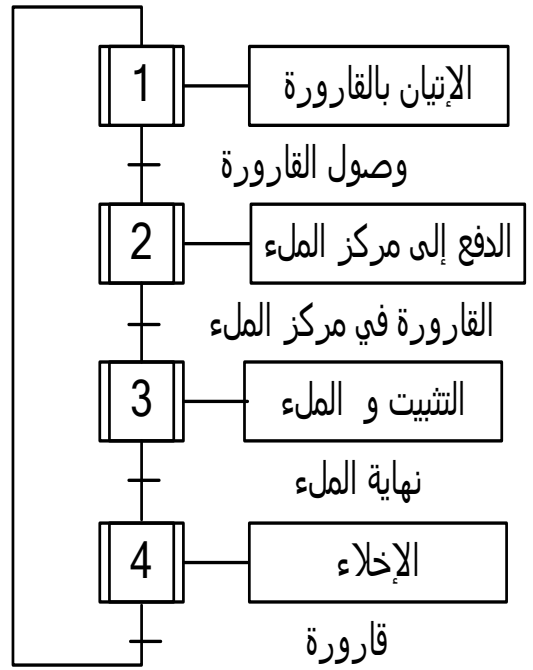 1 الإتيان بالقارورة
وصول القارورة
2 الدفع إلى مركز الملء
القارورة في مركز الملء
3 التثبيت و الملء
نهاية الملء
4 الإخلاء
قارورة